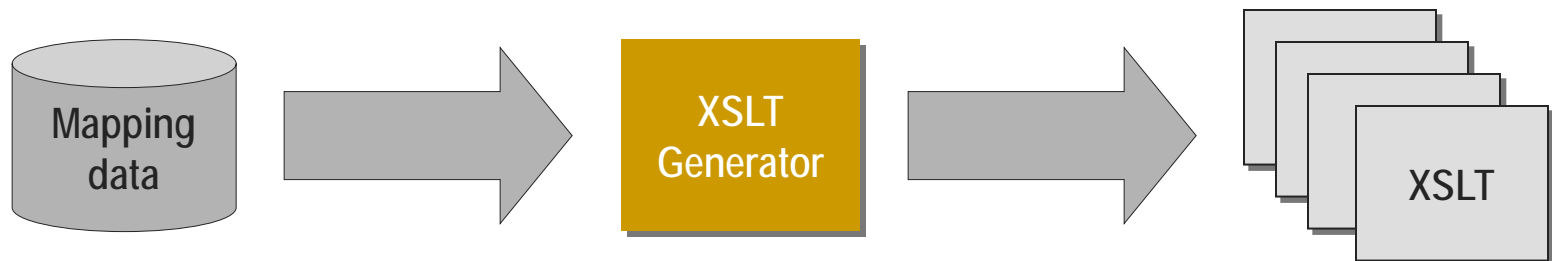 Mapping
data
XSLT
Generator
XSLT